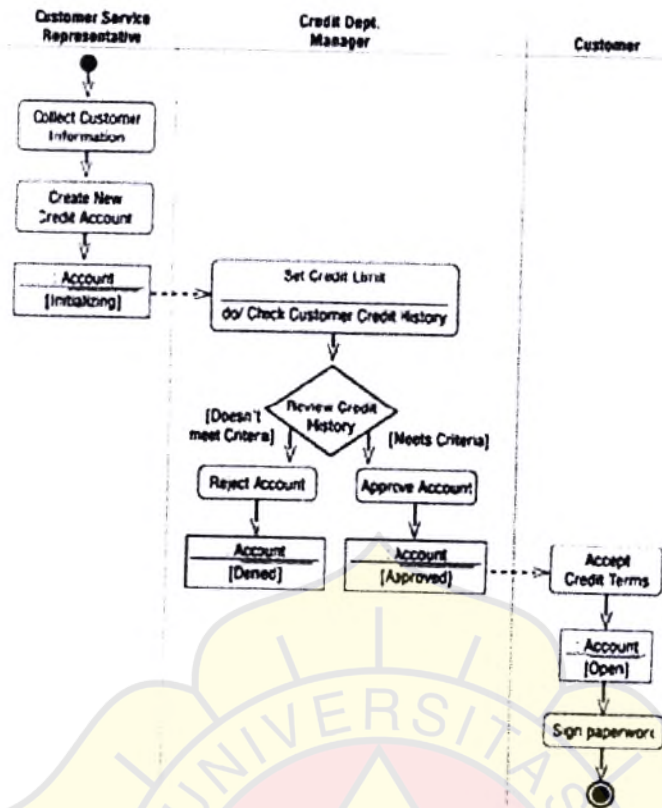 Customer Service
Representative
Credit Dept.
Manager
Customer
Collect Customer
Information
Create New
Credit Account
: Account
[Initializing]
Set Credit Limit
do/ Check Customer Credit History
Review Credit
History
[Doesn't
meet Criteria]
[Meets Criteria]
Reject Account
Approve Account
: Account
[Denied]
: Account
[Approved]
Accept
Credit Terms
: Account
[Open]
Sign paperwork
UNIVERSITAS